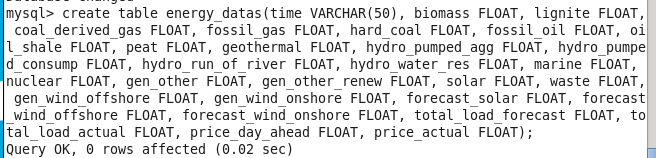 mysql> create table energy_datas(time VARCHAR(50), biomass FLOAT, lignite FLOAT,
coal_derived_gas FLOAT, fossil_gas FLOAT, hard_coal FLOAT, fossil_oil FLOAT, oi
l_shale FLOAT, peat FLOAT, geothermal FLOAT, hydro_pumped_agg FLOAT, hydro_pumpe
d_consump FLOAT, hydro_run_of_river FLOAT, hydro_water_res FLOAT, marine FLOAT,
nuclear FLOAT, gen_other FLOAT, gen_other_renew FLOAT, solar FLOAT, waste FLOAT,
gen_wind_offshore FLOAT, gen_wind_onshore FLOAT, forecast_solar FLOAT, forecast
_wind_offshore FLOAT, forecast_wind_onshore FLOAT, total_load_forecast FLOAT, to
tal_load_actual FLOAT, price_day_ahead FLOAT, price_actual FLOAT);
Query OK, 0 rows affected (0.02 sec)